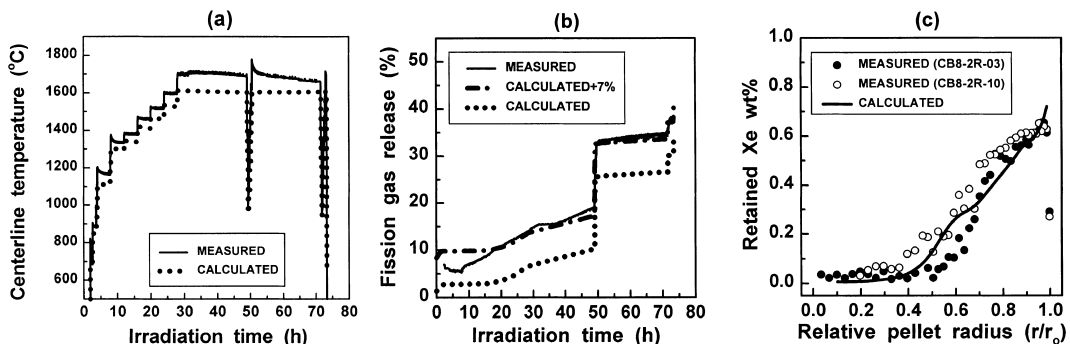 (a)
Centerline temperature (°C)
1800
1600
1400
1200
1000
800
600
MEASURED
CALCULATED
0 10 20 30 40 50 60 70 80
Irradiation time (h)
(b)
Fission gas release (%)
50
40
30
20
10
0
MEASURED
CALCULATED+7%
CALCULATED
0 10 20 30 40 50 60 70 80
Irradiation time (h)
(c)
Retained Xe wt%
1.0
0.8
0.6
0.4
0.2
0.0
MEASURED (CB8-2R-03)
MEASURED (CB8-2R-10)
CALCULATED
0.0 0.2 0.4 0.6 0.8 1.0
Relative pellet radius (r/ro)